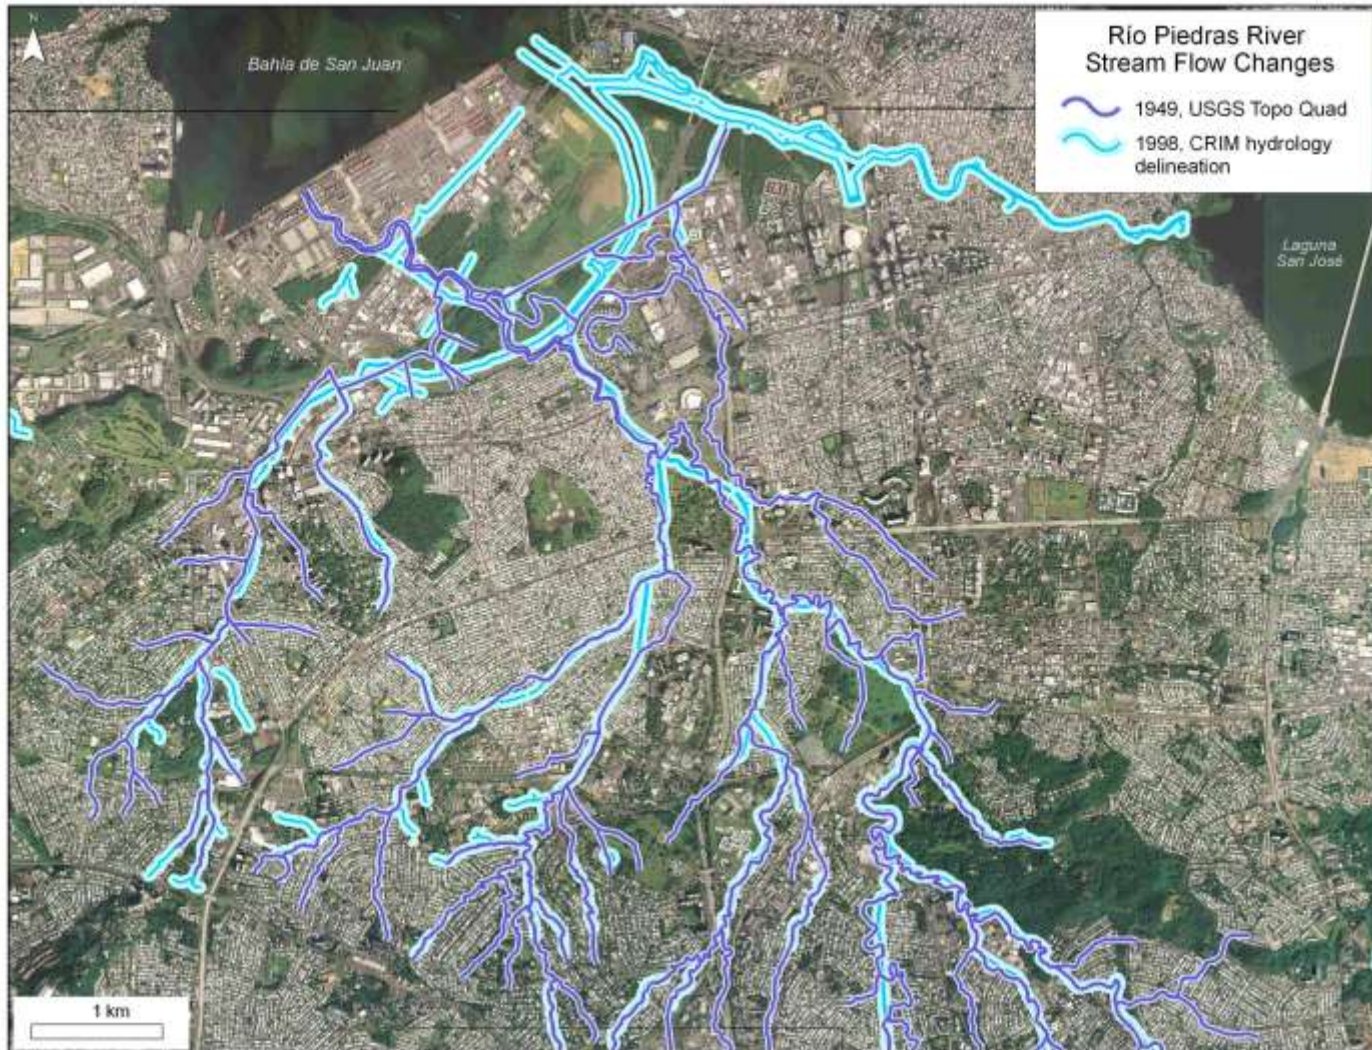 N
Bahía de San Juan
Río Piedras River
Stream Flow Changes
1949, USGS Topo Quad
1998, CRIM hydrology
delineation
Laguna
San José
1 km